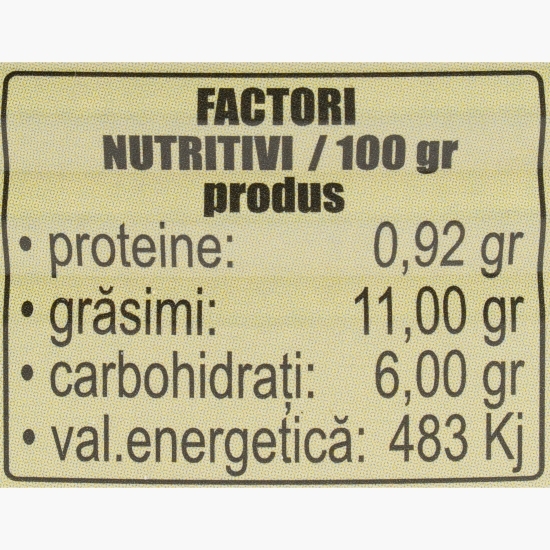 FACTORI
NUTRITIVI / 100 gr
produs
• proteine: 0,92 gr
• grăsimi: 11,00 gr
• carbohidrați: 6,00 gr
• val.energetică: 483 Kj